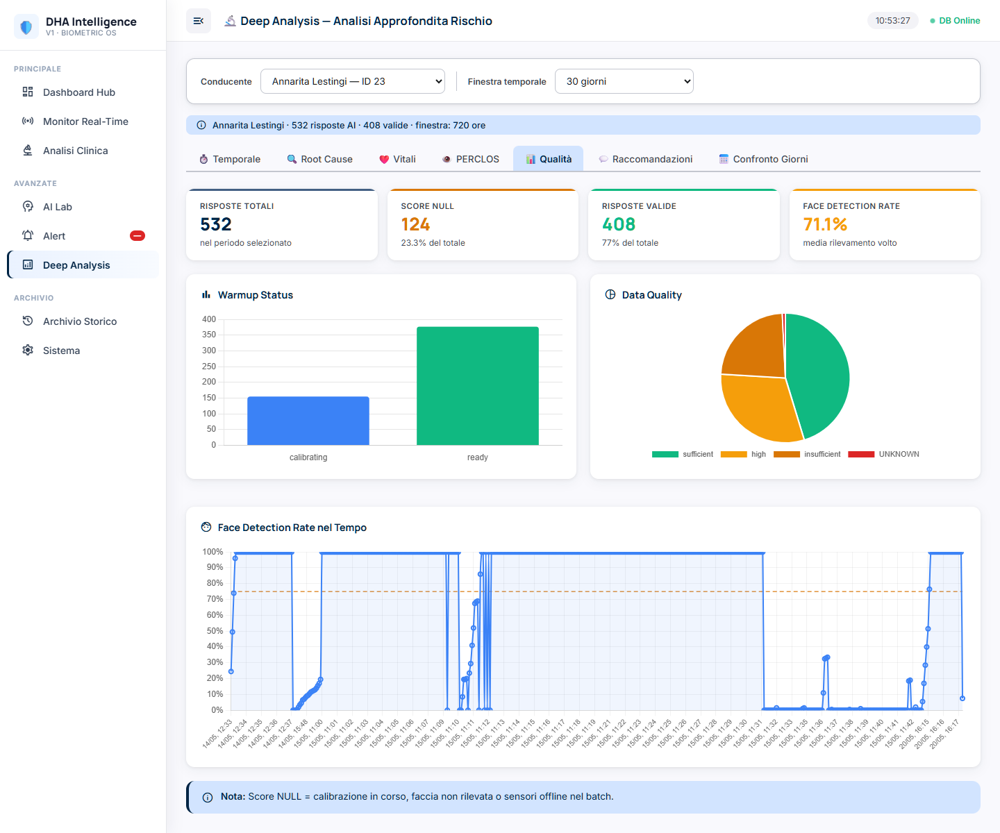 DHA Intelligence
V1 · BIOMETRIC OS
PRINCIPALE
Dashboard Hub
Monitor Real-Time
Analisi Clinica
AVANZATE
AI Lab
Alert
Deep Analysis
ARCHIVIO
Archivio Storico
Sistema
Deep Analysis — Analisi Approfondita Rischio
10:53:27
DB Online
Conducente
Annarita Lestingi — ID 23
Finestra temporale
30 giorni
Annarita Lestingi · 532 risposte AI · 408 valide · finestra: 720 ore
Temporale
Root Cause
Vitali
PERCLOS
Qualità
Raccomandazioni
Confronto Giorni
RISPOSTE TOTALI
532
nel periodo selezionato
SCORE NULL
124
23.3% del totale
RISPOSTE VALIDE
408
77% del totale
FACE DETECTION RATE
71.1%
media rilevamento volto
Warmup Status
400
350
300
250
200
150
100
50
0
calibrating
ready
Data Quality
sufficient
high
insufficient
UNKNOWN
Face Detection Rate nel Tempo
100%
90%
80%
70%
60%
50%
40%
30%
20%
10%
0%
14/05, 12:33
14/05, 12:34
14/05, 12:35
14/05, 12:36
14/05, 12:37
14/05, 15:48
15/05, 11:00
15/05, 11:01
15/05, 11:02
15/05, 11:03
15/05, 11:04
15/05, 11:05
15/05, 11:06
15/05, 11:07
15/05, 11:09
15/05, 11:10
15/05, 11:11
15/05, 11:12
15/05, 11:13
15/05, 11:14
15/05, 11:15
15/05, 11:16
15/05, 11:17
15/05, 11:18
15/05, 11:19
15/05, 11:21
15/05, 11:22
15/05, 11:23
15/05, 11:24
15/05, 11:25
15/05, 11:26
15/05, 11:27
15/05, 11:28
15/05, 11:29
15/05, 11:30
15/05, 11:31
15/05, 11:32
15/05, 11:33
15/05, 11:35
15/05, 11:36
15/05, 11:37
15/05, 11:38
15/05, 11:39
15/05, 11:40
15/05, 11:41
15/05, 11:42
20/05, 16:15
20/05, 16:16
20/05, 16:17
Nota: Score NULL = calibrazione in corso, faccia non rilevata o sensori offline nel batch.